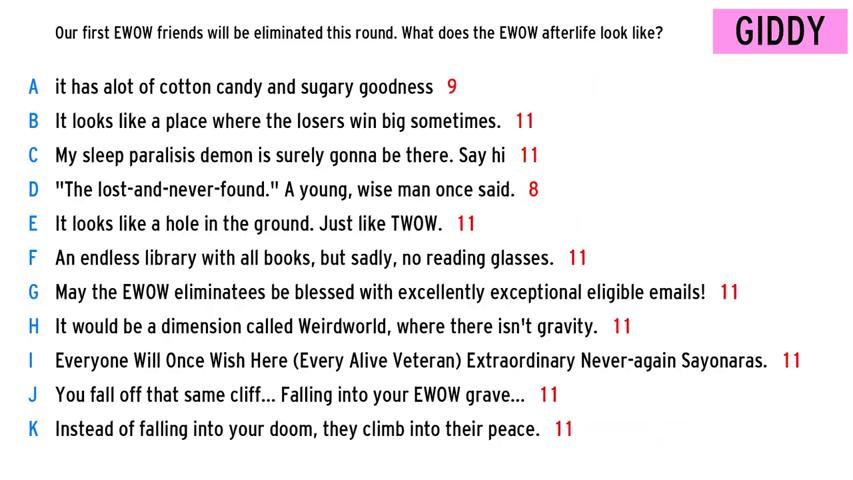 Our first EWOW friends will be eliminated this round. What does the EWOW afterlife look like?
GIDDY
A it has alot of cotton candy and sugary goodness 9
B It looks like a place where the losers win big sometimes. 11
C My sleep paralisis demon is surely gonna be there. Say hi 11
D "The lost-and-never-found." A young, wise man once said. 8
E It looks like a hole in the ground. Just like TWOW. 11
F An endless library with all books, but sadly, no reading glasses. 11
G May the EWOW eliminatees be blessed with excellently exceptional eligible emails! 11
H It would be a dimension called Weirdworld, where there isn't gravity. 11
I Everyone Will Once Wish Here (Every Alive Veteran) Extraordinary Never-again Sayonaras. 11
J You fall off that same cliff... Falling into your EWOW grave... 11
K Instead of falling into your doom, they climb into their peace. 11